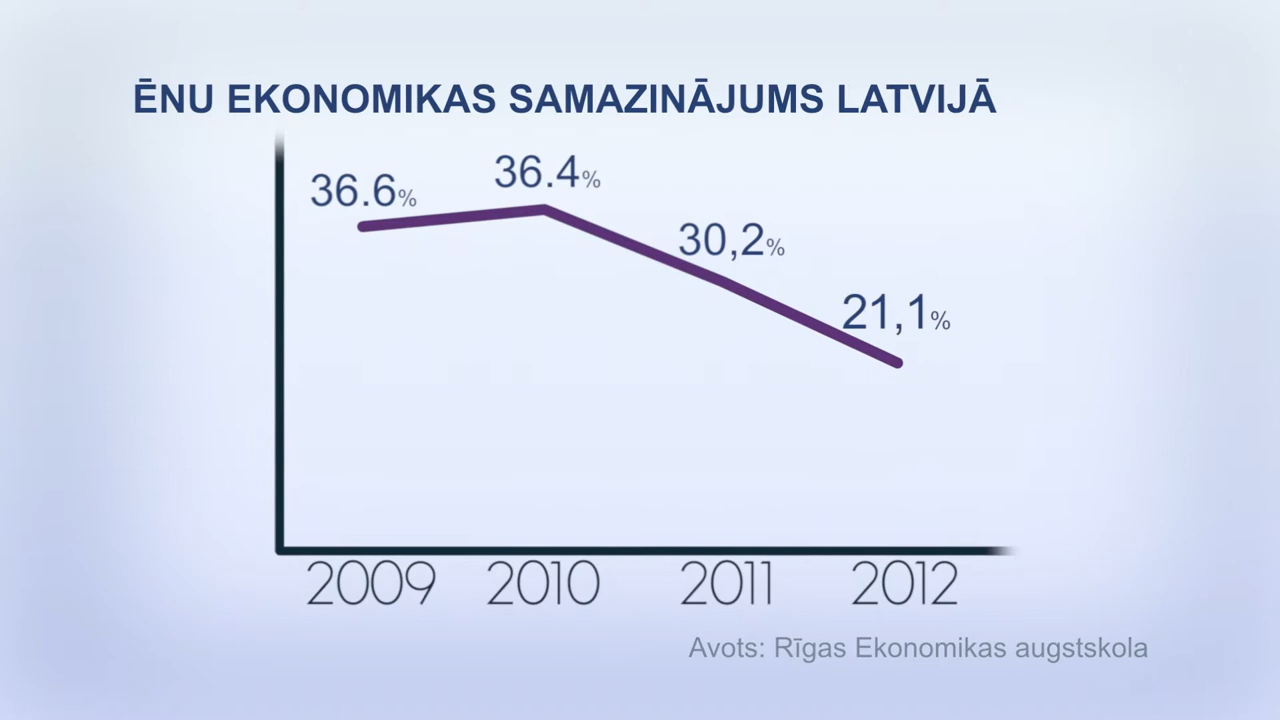 ĒNU EKONOMIKAS SAMAZINĀJUMS LATVIJĀ
36.6%
36.4%
30,2%
21,1%
2009 2010 2011 2012
Avots: Rīgas Ekonomikas augstskola